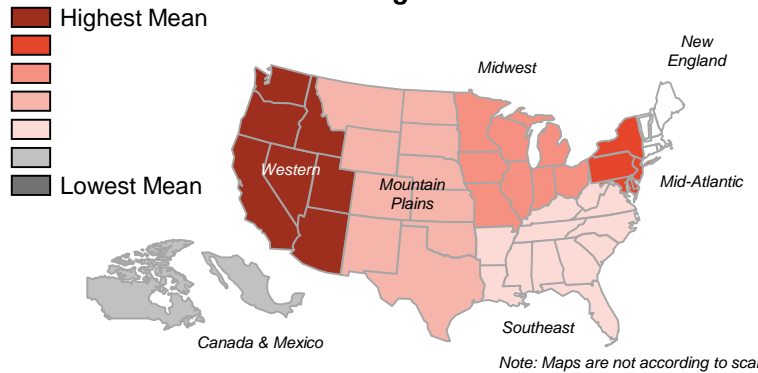 Highest Mean
New
England
Midwest
Western
Mountain
Plains
Mid-Atlantic
Lowest Mean
Southeast
Canada & Mexico
Note: Maps are not according to